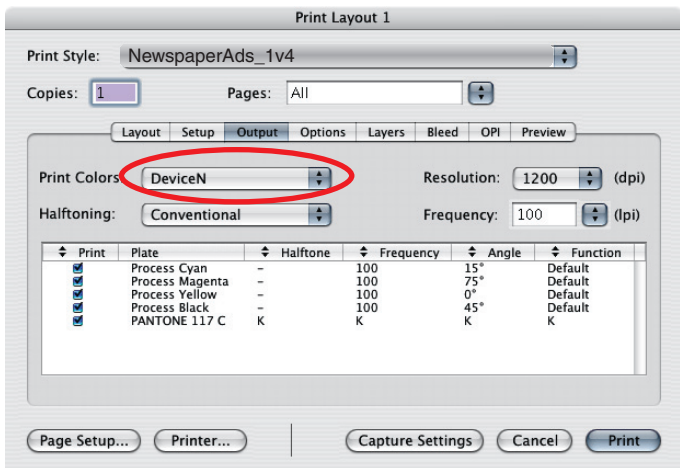 Print Layout 1
Print Style: NewspaperAds_1v4
Copies: 1 Pages: All
Layout Setup Output Options Layers Bleed OPI Preview
Print Colors: DeviceN Resolution: 1200 (dpi)
Halftoning: Conventional Frequency: 100 (lpi)
Print Plate Halftone Frequency Angle Function
Process Cyan – 100 15° Default
Process Magenta – 100 75° Default
Process Yellow – 100 0° Default
Process Black – 100 45° Default
PANTONE 117 C K K K K
Page Setup... Printer... Capture Settings Cancel Print